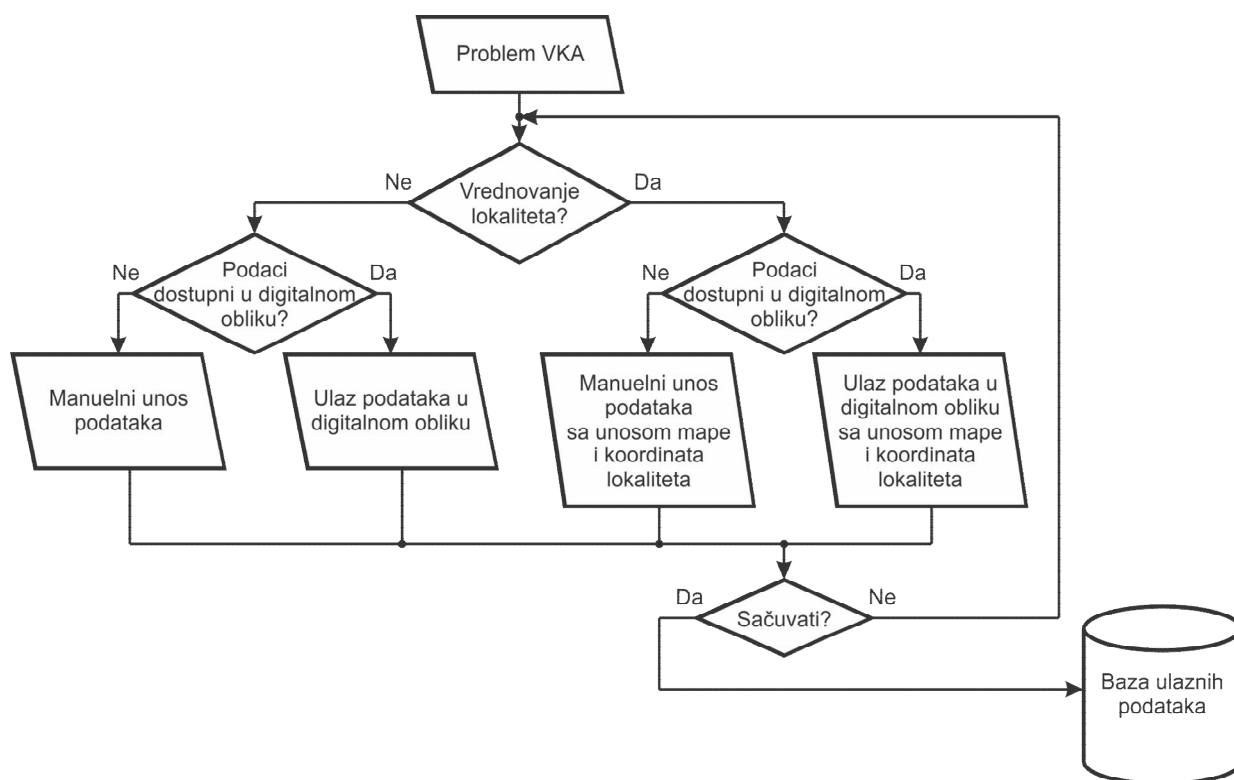 Problem VKA
Ne
Vrednovanje
lokaliteta?
Da
Ne
Podaci
dostupni u digitalnom
obliku?
Da
Ne
Podaci
dostupni u digitalnom
obliku?
Da
Manuelni unos
podataka
Ulaz podataka u
digitalnom obliku
Manuelni unos
podataka
sa unosom mape
i koordinata
lokaliteta
Ulaz podataka u
digitalnom obliku
sa unosom mape
i koordinata
lokaliteta
Da
Sačuvati?
Ne
Baza ulaznih
podataka